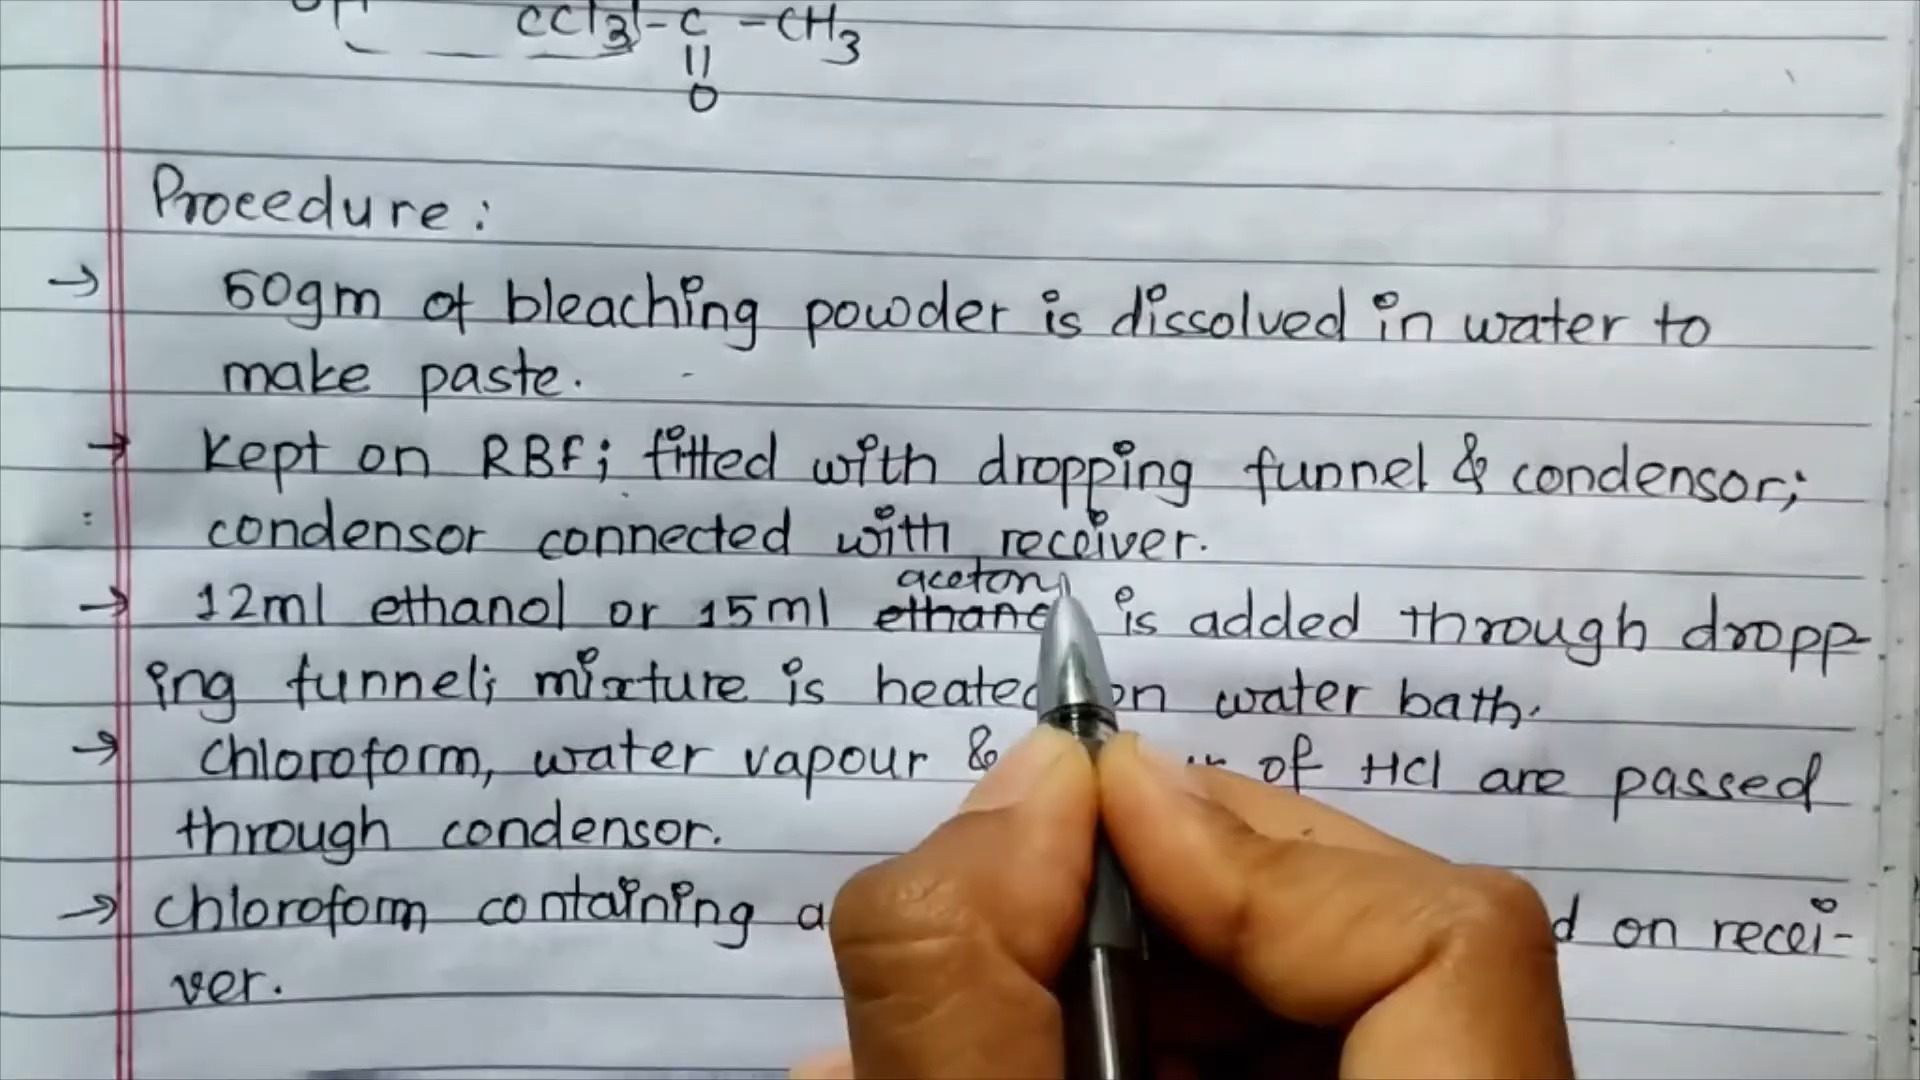 CCl3-C-CH3
||
O
Procedure:
→ 50gm of bleaching powder is dissolved in water to
make paste.
→ Kept on RBF; fitted with dropping funnel & condensor;
condensor connected with receiver.
aceton
→ 12ml ethanol or 15ml ethano is added through dropp-
ing funnel; mixture is heated on water bath.
→ Chloroform, water vapour & of HCl are passed
through condensor.
→ Chloroform containing on recei-
ver.